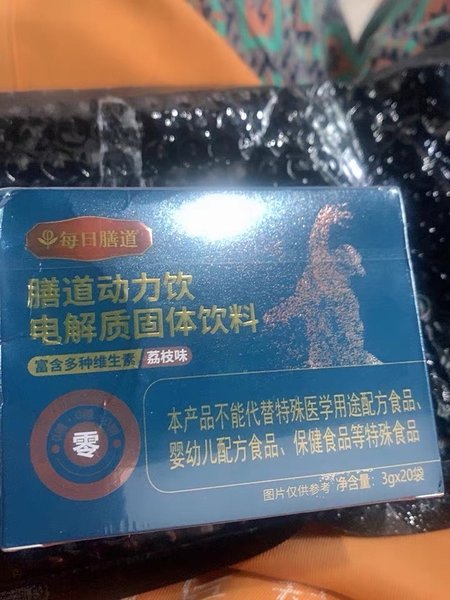 每日膳道
膳道动力饮
电解质固体饮料
富含多种维生素 荔枝味
零
本产品不能代替特殊医学用途配方食品、
婴幼儿配方食品、保健食品等特殊食品
图片仅供参考 净含量: 3gx20袋